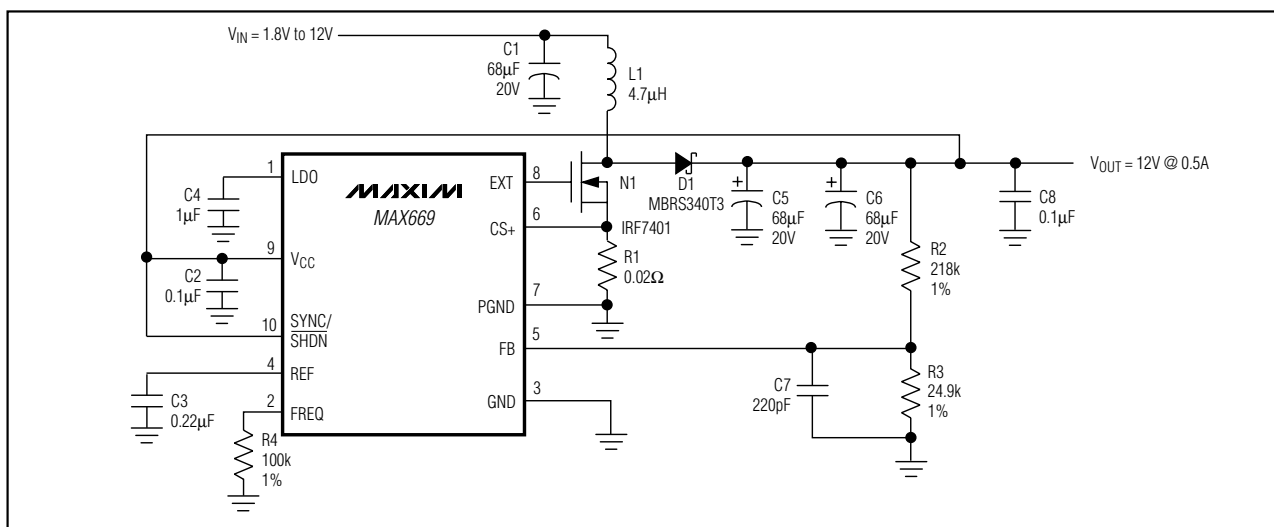 VIN = 1.8V to 12V
C1
68µF
20V
L1
4.7µH
VOUT = 12V @ 0.5A
1
LDO
MAXIM
MAX669
EXT
8
N1
IRF7401
D1
MBRS340T3
+
C5
68µF
20V
+
C6
68µF
20V
C8
0.1µF
C4
1µF
CS+
6
R1
0.02Ω
R2
218k
1%
9
VCC
C2
0.1µF
PGND
7
10
SYNC/
SHDN
FB
5
4
REF
C3
0.22µF
C7
220pF
R3
24.9k
1%
2
FREQ
GND
3
R4
100k
1%